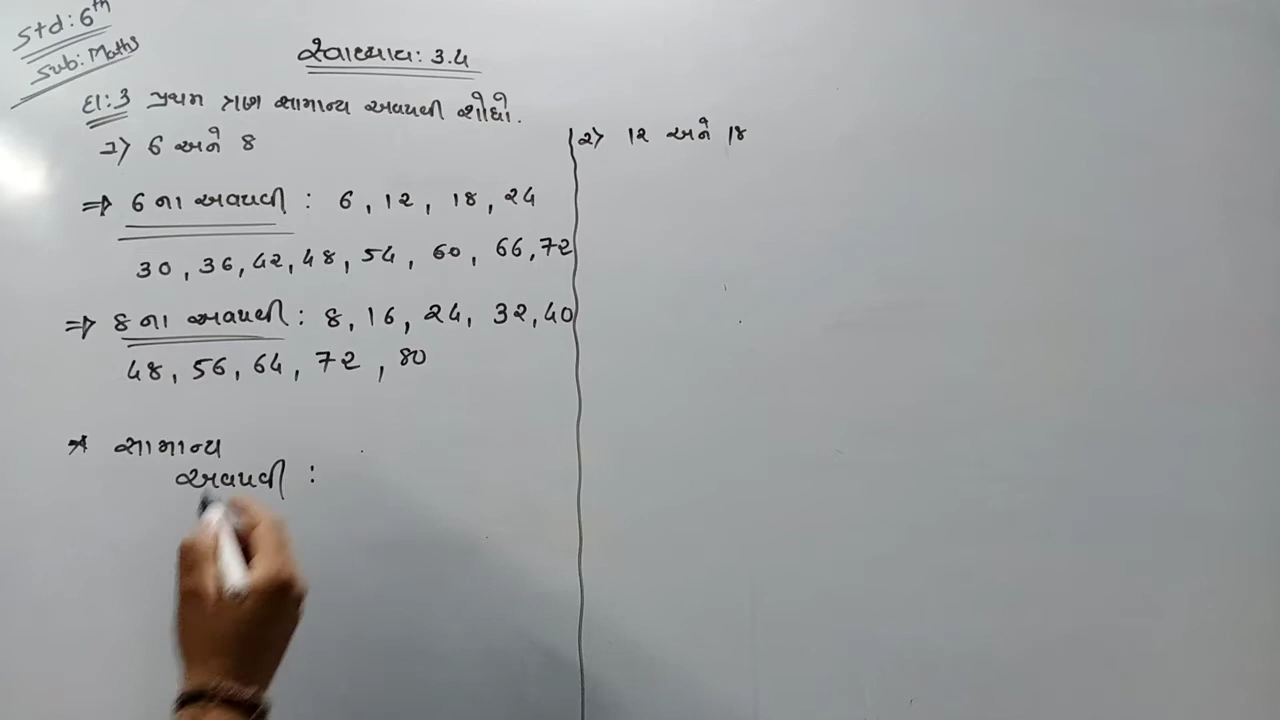 Std: 6th
Sub: Maths
સ્વાધ્યાય: 3.4
દા:3 પ્રથમ ત્રણ સામાન્ય અવયવી શોધો.
૧) 6 અને 8
⇒ 6 ના અવયવી : 6, 12, 18, 24
30, 36, 42, 48, 54, 60, 66, 72
⇒ 8 ના અવયવી : 8, 16, 24, 32, 40
48, 56, 64, 72, 80
* સામાન્ય
અવયવી :
૨) 12 અને 18